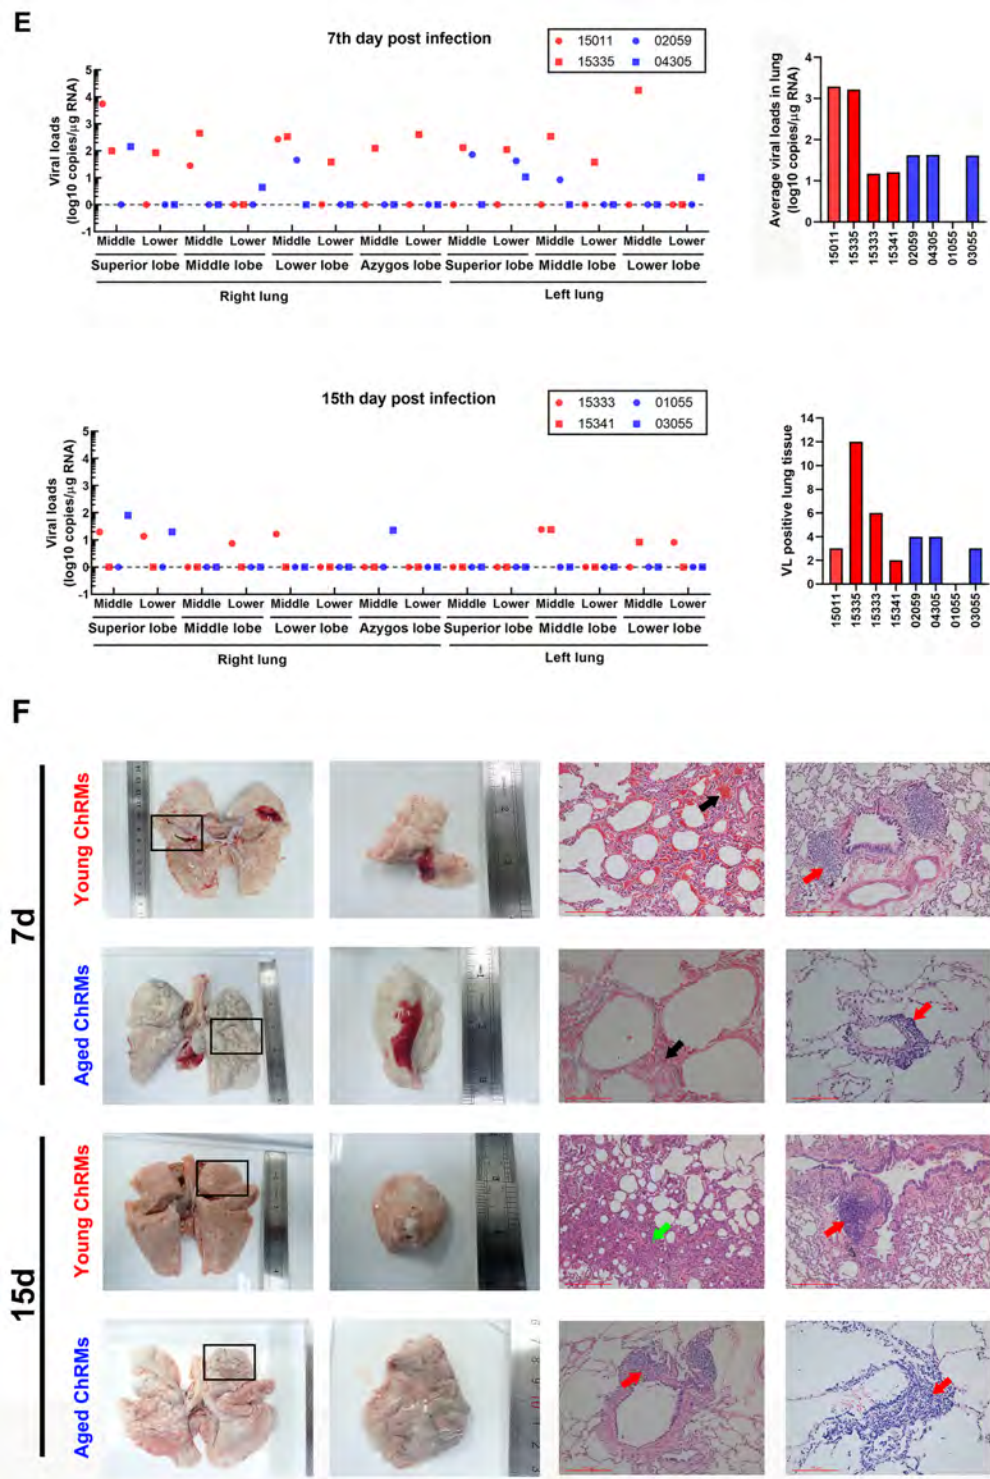 E
7th day post infection
15011 02059
15335 04305
Viral loads
(log10 copies/μg RNA)
5
4
3
2
1
0
-1
Middle Lower Middle Lower Middle Lower Middle Lower Middle Lower Middle Lower Middle Lower
Superior lobe Middle lobe Lower lobe Azygos lobe Superior lobe Middle lobe Lower lobe
Right lung Left lung
Average viral loads in lung
(log10 copies/μg RNA)
4
3
2
1
0
15011 15335 15333 15341 02059 04305 01055 03055
15th day post infection
15333 01055
15341 03055
Viral loads
(log10 copies/μg RNA)
5
4
3
2
1
0
-1
Middle Lower Middle Lower Middle Lower Middle Lower Middle Lower Middle Lower Middle Lower
Superior lobe Middle lobe Lower lobe Azygos lobe Superior lobe Middle lobe Lower lobe
Right lung Left lung
VL positive lung tissue
14
12
10
8
6
4
2
0
15011 15335 15333 15341 02059 04305 01055 03055
F
7d
Young ChRMs
Aged ChRMs
15d
Young ChRMs
Aged ChRMs